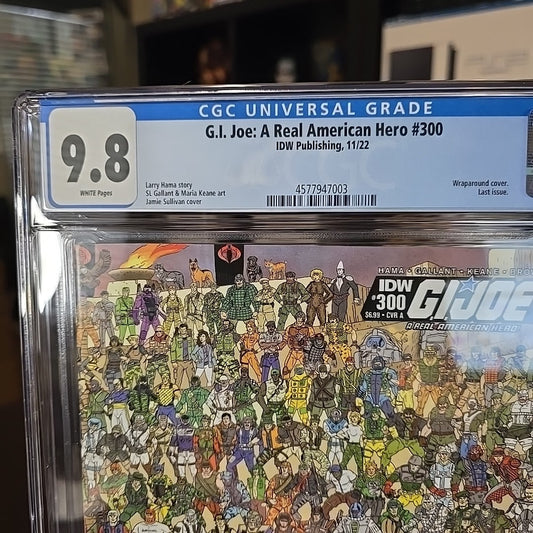 CGC UNIVERSAL GRADE
9.8
WHITE Pages
G.I. Joe: A Real American Hero #300
IDW Publishing, 11/22
Larry Hama story
SL Gallant & Maria Keane art
Jamie Sullivan cover
4577947003
Wraparound cover.
Last issue.
HAMA • GALLANT • KEANE • BRO
IDW
#300
$6.99 • CVR A
G.I. JOE
A REAL AMERICAN HERO